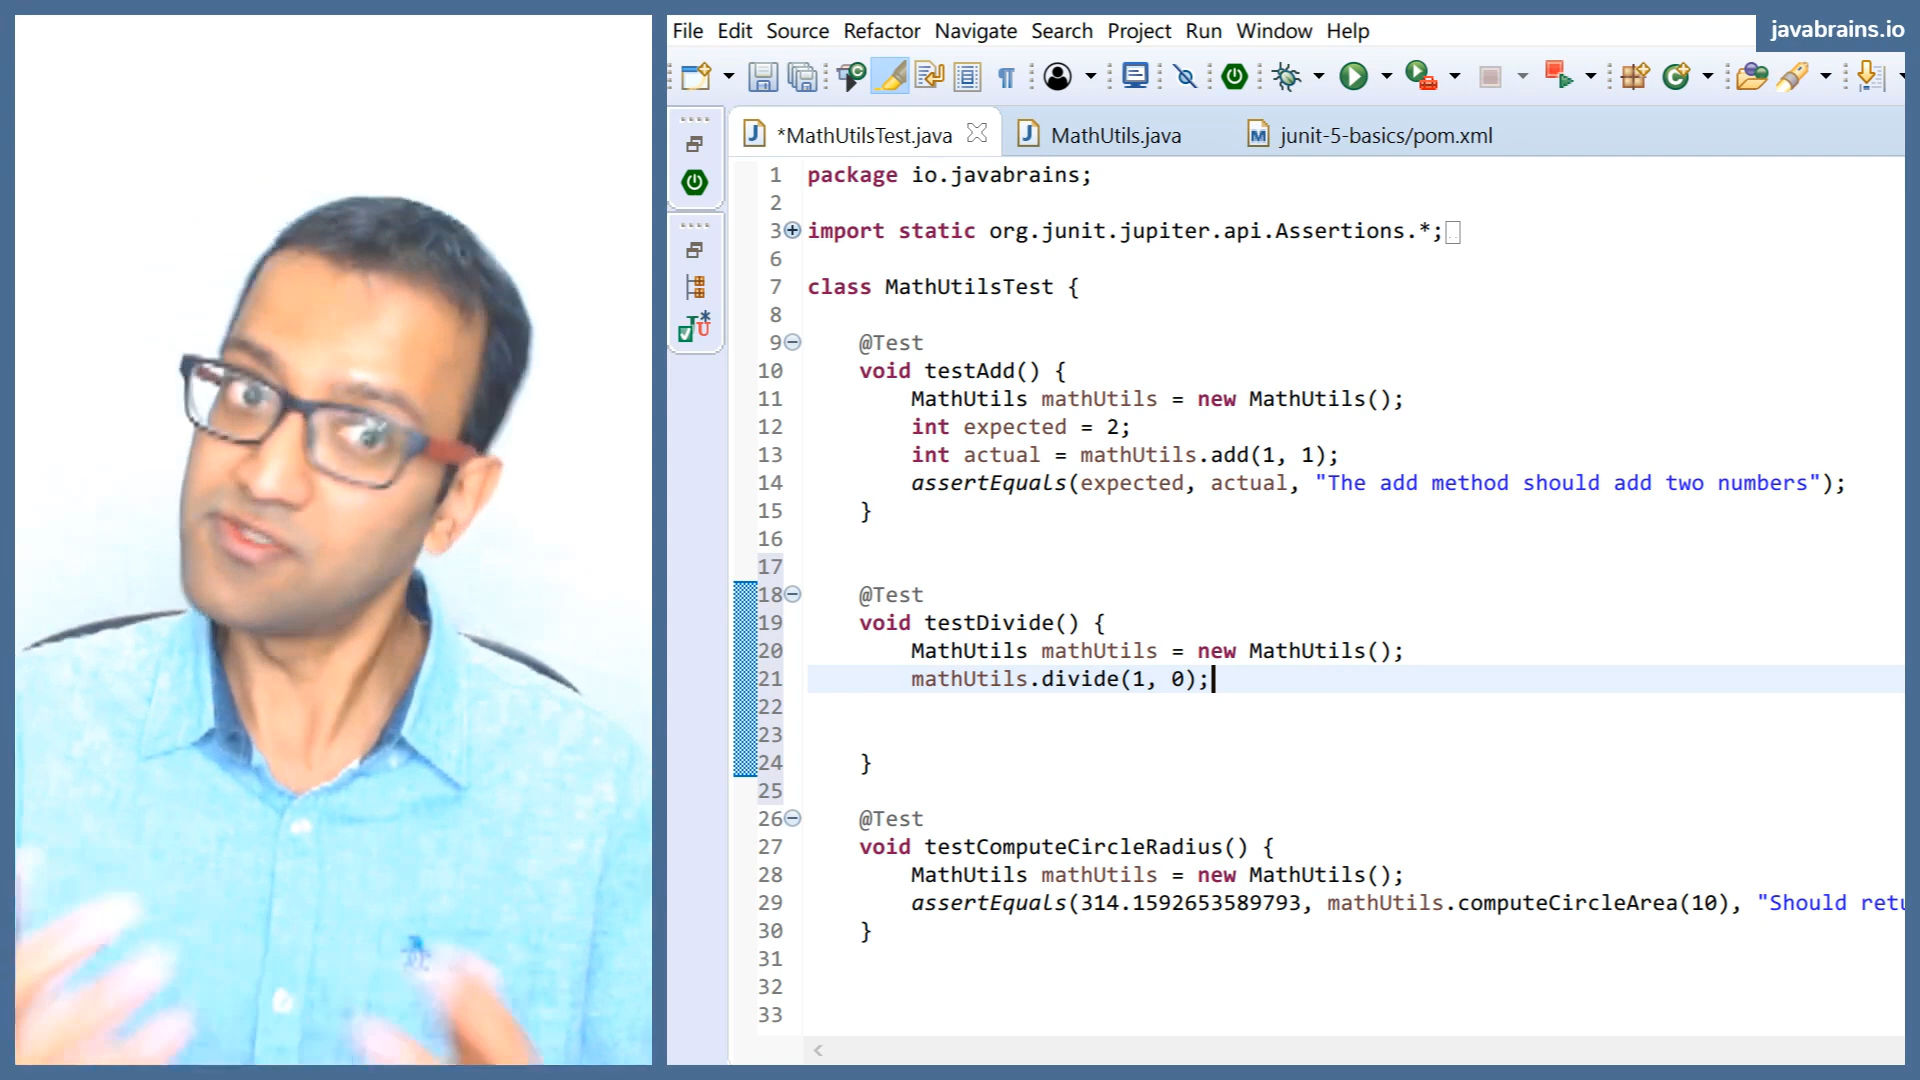 File Edit Source Refactor Navigate Search Project Run Window Help
javabrains.io
*MathUtilsTest.java
MathUtils.java
junit-5-basics/pom.xml
1 package io.javabrains;
2
3 import static org.junit.jupiter.api.Assertions.*;
6
7 class MathUtilsTest {
8
9 @Test
10 void testAdd() {
11 MathUtils mathUtils = new MathUtils();
12 int expected = 2;
13 int actual = mathUtils.add(1, 1);
14 assertEquals(expected, actual, "The add method should add two numbers");
15 }
16
17
18 @Test
19 void testDivide() {
20 MathUtils mathUtils = new MathUtils();
21 mathUtils.divide(1, 0);
22
23
24 }
25
26 @Test
27 void testComputeCircleRadius() {
28 MathUtils mathUtils = new MathUtils();
29 assertEquals(314.1592653589793, mathUtils.computeCircleArea(10), "Should retu
30 }
31
32
33